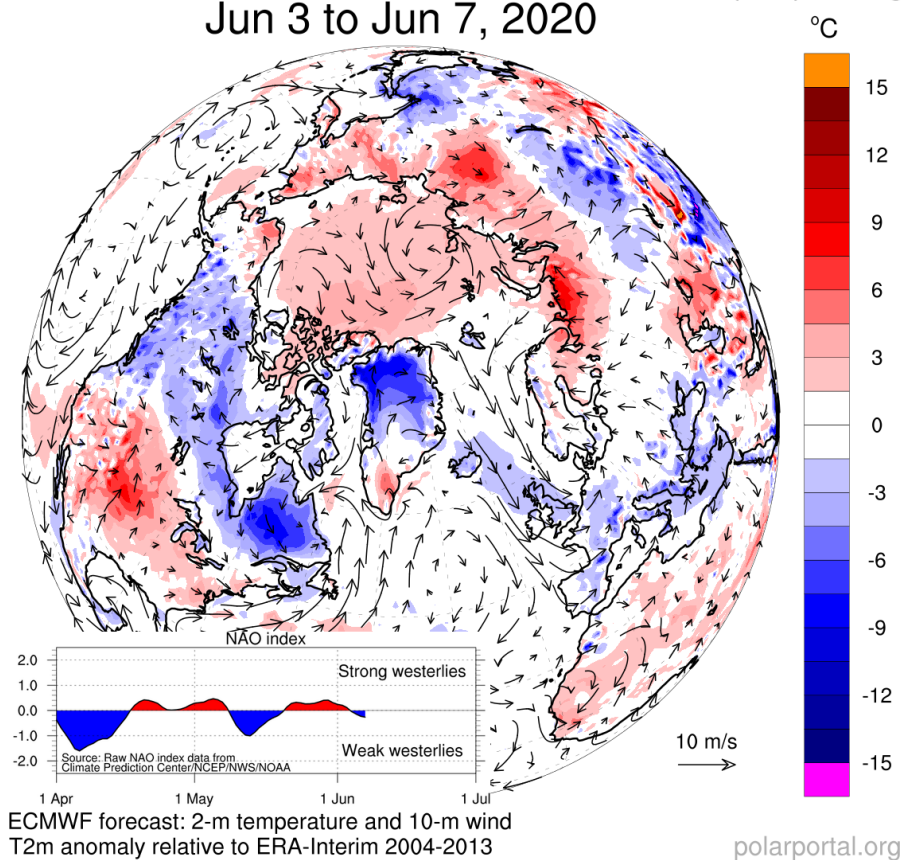 Jun 3 to Jun 7, 2020
°C
15
12
9
6
3
0
-3
-6
-9
-12
-15
NAO index
2.0
1.0
0.0
-1.0
-2.0
Strong westerlies
Weak westerlies
Source: Raw NAO index data from
Climate Prediction Center/NCEP/NWS/NOAA
1 Apr 1 May 1 Jun 1 Jul
10 m/s
ECMWF forecast: 2-m temperature and 10-m wind
T2m anomaly relative to ERA-Interim 2004-2013
polarportal.org